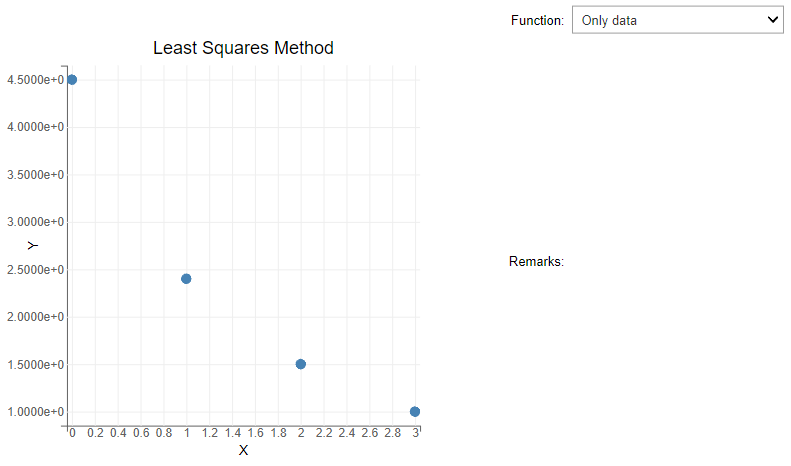 Function: Only data
Least Squares Method
4.5000e+0
4.0000e+0
3.5000e+0
3.0000e+0
Y
2.5000e+0
Remarks:
2.0000e+0
1.5000e+0
1.0000e+0
0 0.2 0.4 0.6 0.8 1 1.2 1.4 1.6 1.8 2 2.2 2.4 2.6 2.8 3
X